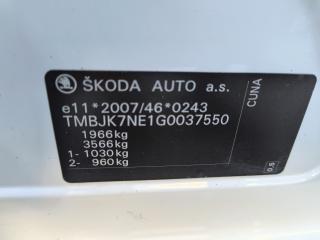 ŠKODA AUTO a.s.
e11*2007/46*0243
TMBJK7NE1G0037550
1966kg
3566kg
1- 1030kg
2- 960kg
CUNA
0.5